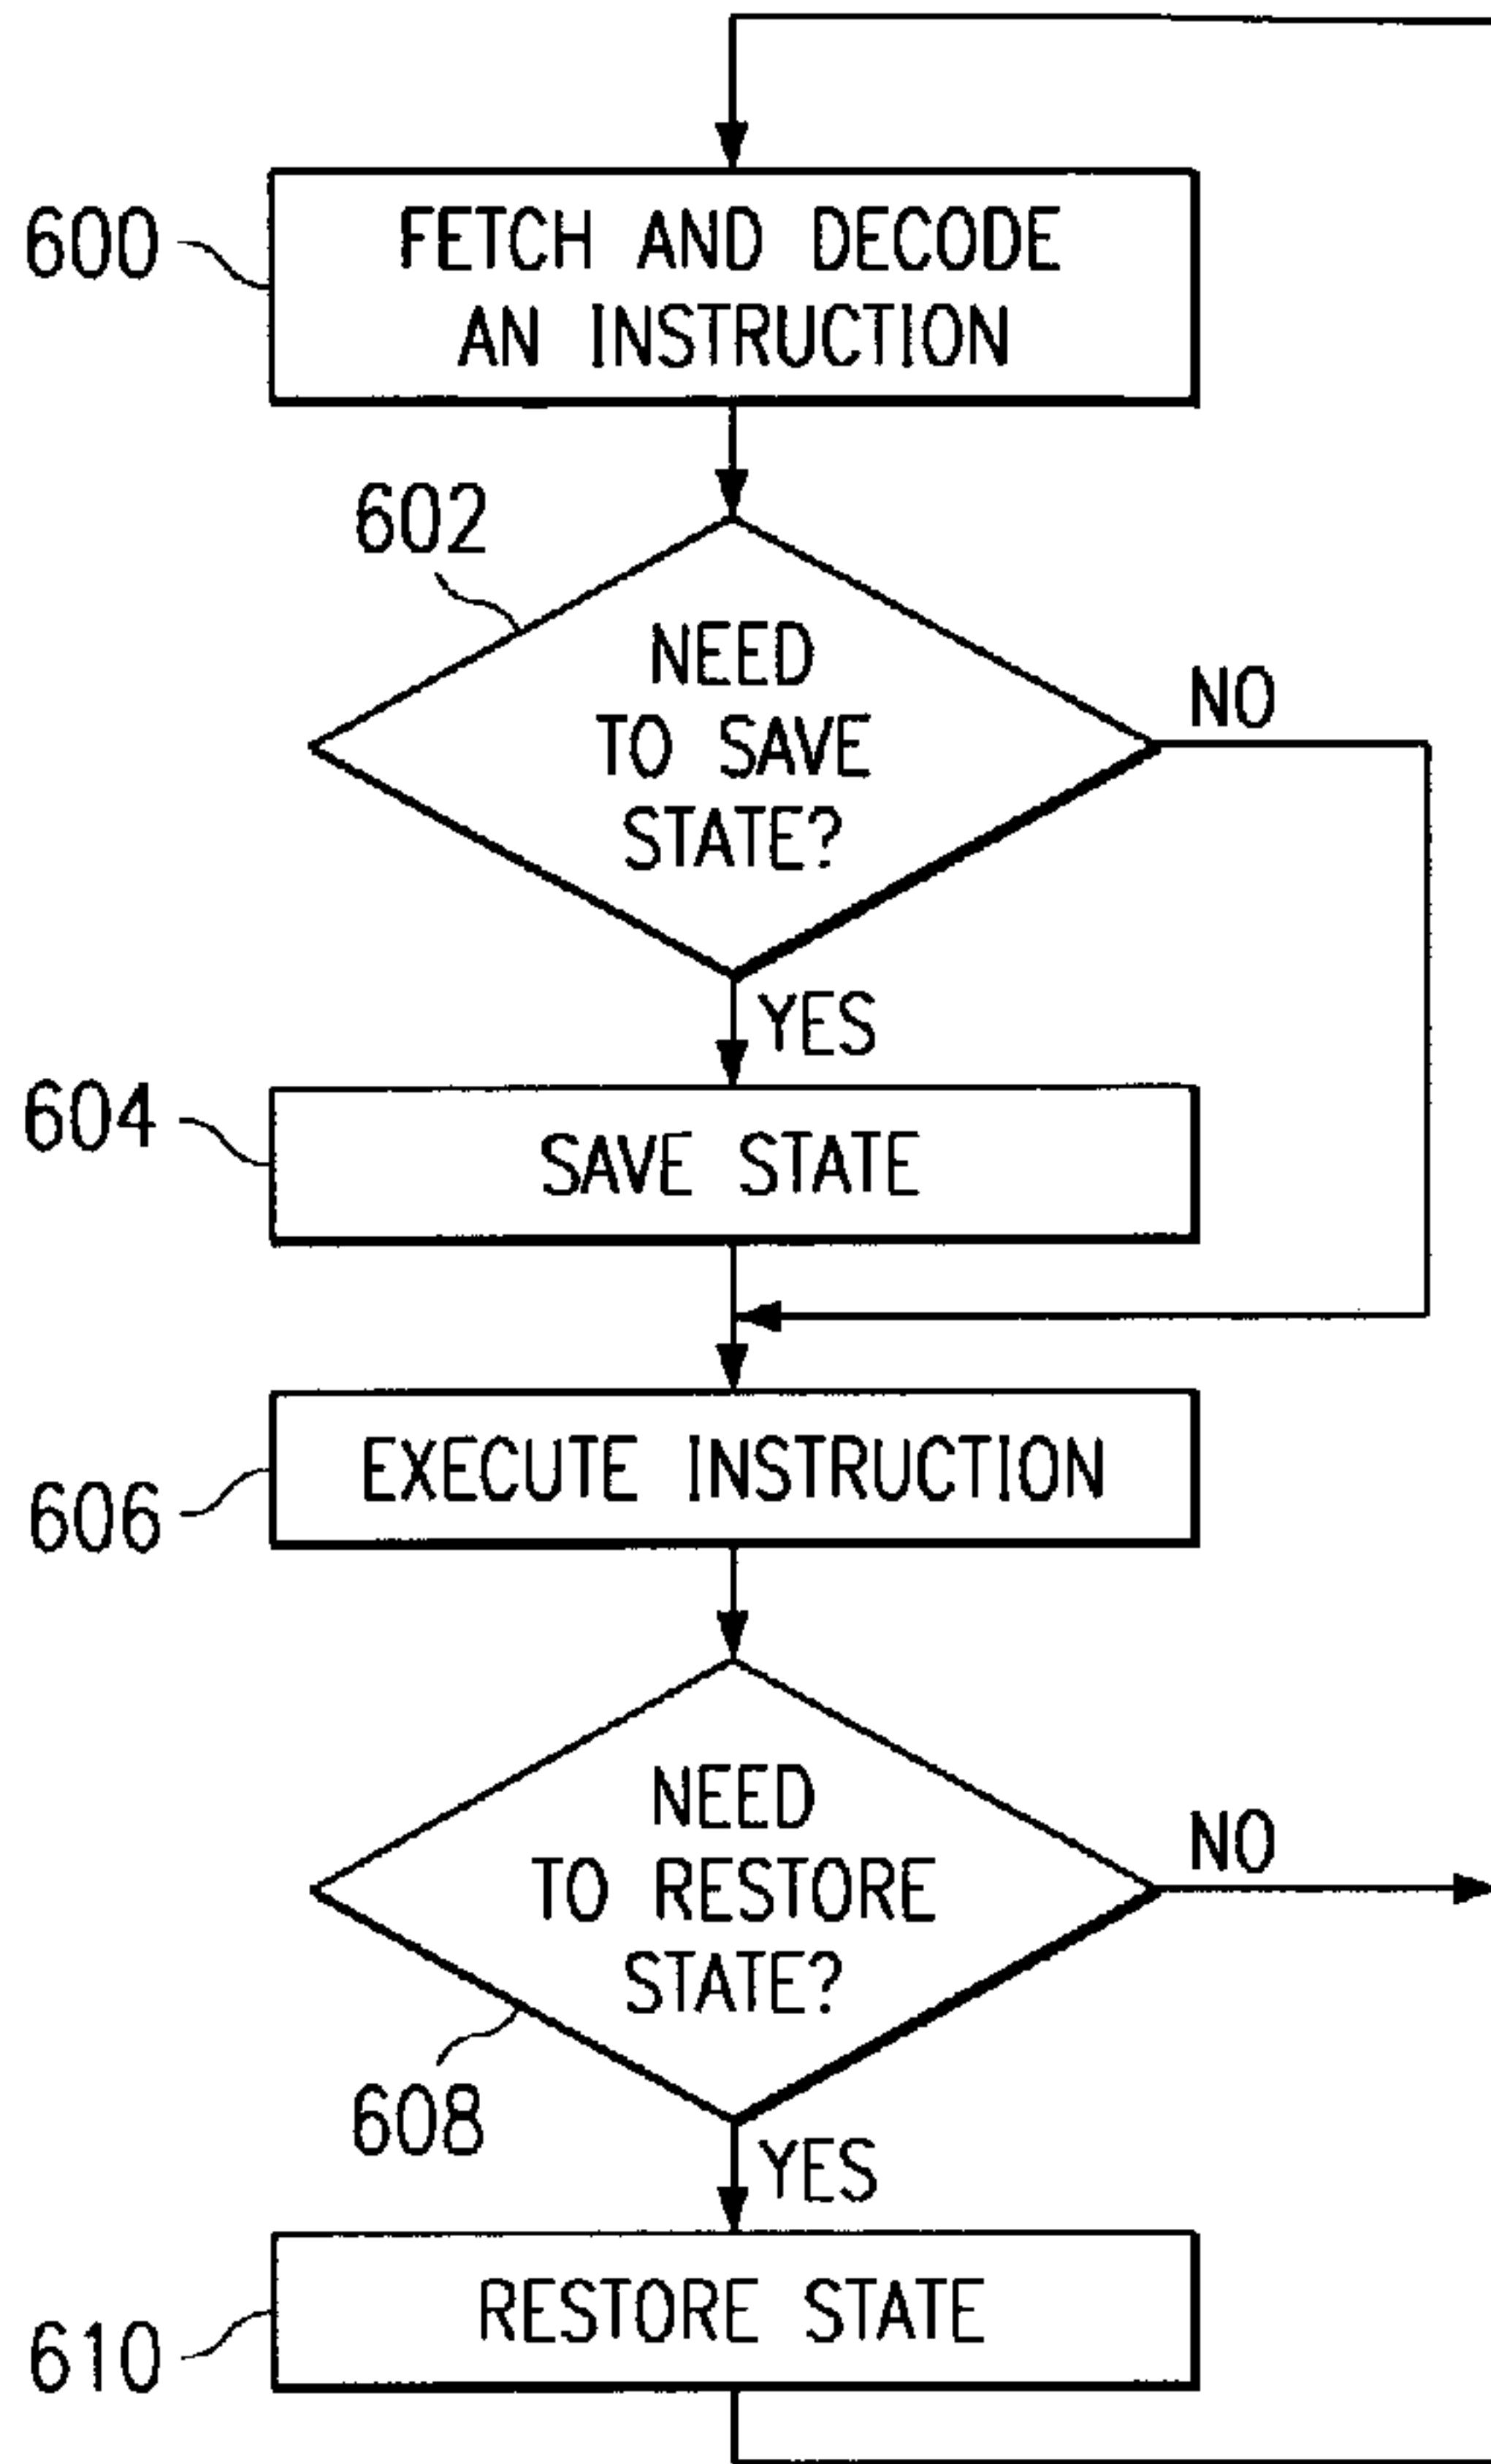 600
FETCH AND DECODE
AN INSTRUCTION
602
NEED
TO SAVE
STATE?
NO
YES
604
SAVE STATE
606
EXECUTE INSTRUCTION
NEED
TO RESTORE
STATE?
NO
608
YES
610
RESTORE STATE